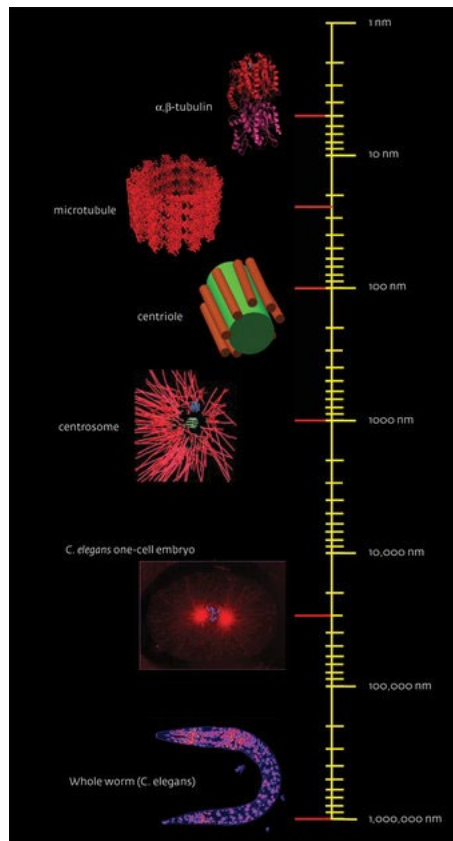 1 nm
α,β-tubulin
10 nm
microtubule
100 nm
centriole
1000 nm
centrosome
C. elegans one-cell embryo
10,000 nm
100,000 nm
Whole worm (C. elegans)
1,000,000 nm